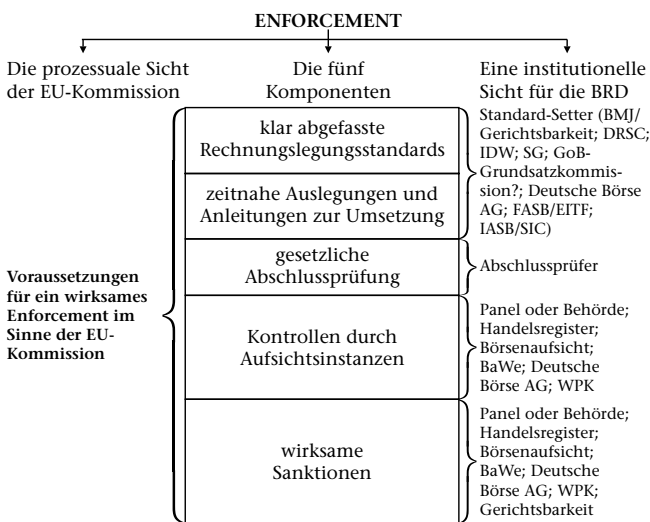 ENFORCEMENT
Die prozessuale Sicht
der EU-Kommission
Die fünf
Komponenten
Eine institutionelle
Sicht für die BRD
Voraussetzungen
für ein wirksames
Enforcement im
Sinne der EU-
Kommission
klar abgefasste
Rechnungslegungsstandards
zeitnahe Auslegungen und
Anleitungen zur Umsetzung
Standard-Setter (BMJ/
Gerichtsbarkeit; DRSC;
IDW; SG; GoB-
Grundsatzkommis-
sion?; Deutsche Börse
AG; FASB/EITF;
IASB/SIC)
gesetzliche
Abschlussprüfung
Abschlussprüfer
Kontrollen durch
Aufsichtsinstanzen
Panel oder Behörde;
Handelsregister;
Börsenaufsicht;
BaWe; Deutsche
Börse AG; WPK
wirksame
Sanktionen
Panel oder Behörde;
Handelsregister;
Börsenaufsicht;
BaWe; Deutsche
Börse AG; WPK;
Gerichtsbarkeit